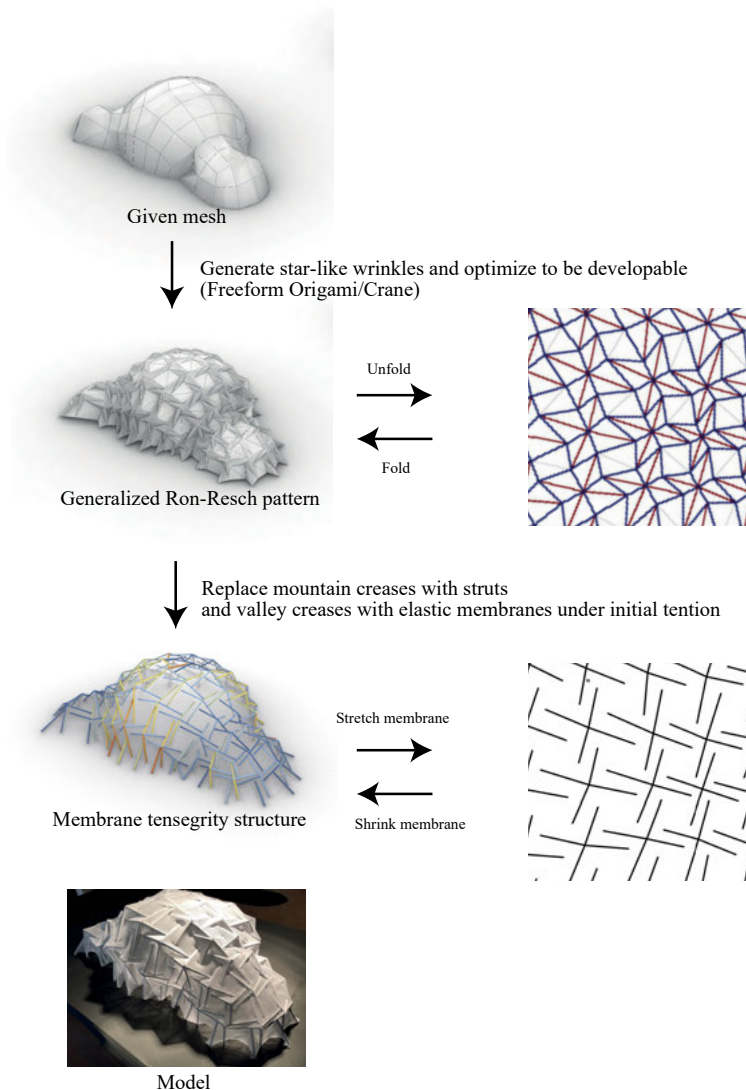 Given mesh
Generate star-like wrinkles and optimize to be developable
(Freeform Origami/Crane)
Unfold
Fold
Generalized Ron-Resch pattern
Replace mountain creases with struts
and valley creases with elastic membranes under initial tention
Stretch membrane
Shrink membrane
Membrane tensegrity structure
Model